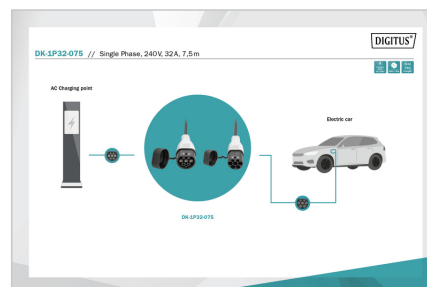 DIGITUS®
DK-1P32-075 // Single Phase, 240V, 32A, 7,5m
AC Charging point
Electric car
DK-1P32-075